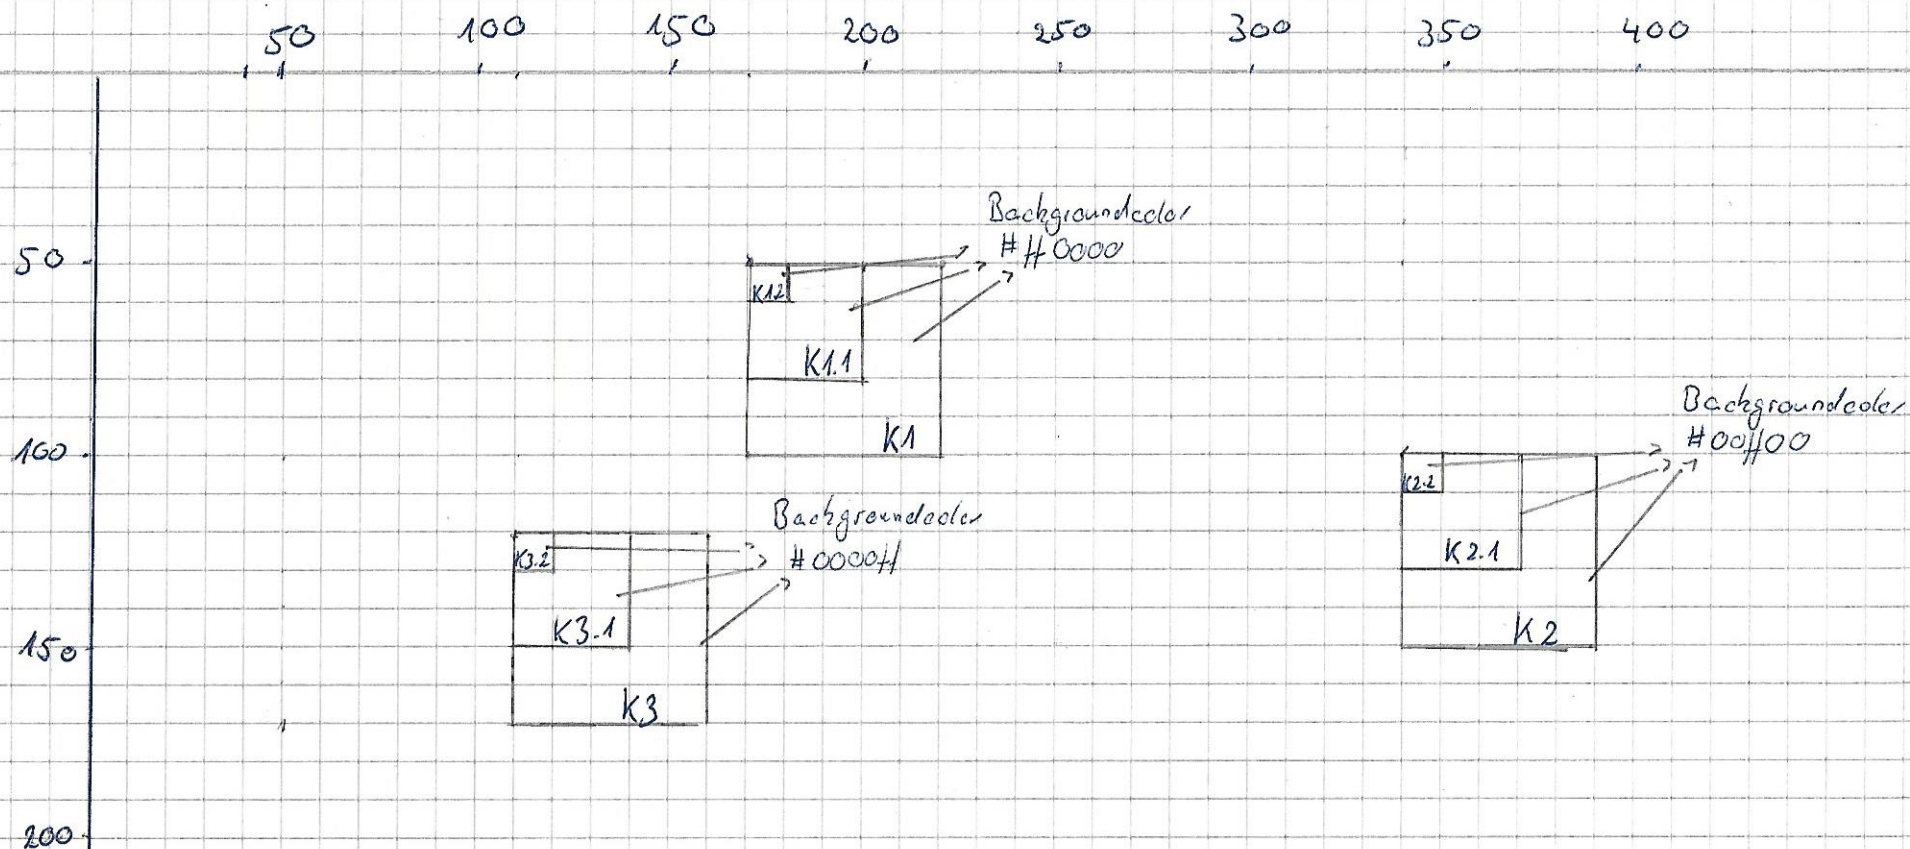 50 100 150 200 250 300 350 400
Backgroundcolor
#ff0000
50
K1.2
K1.1
Backgroundcolor
#00ff00
100
K1
K2.2
Backgroundcolor
#0000ff
K3.2
K2.1
K3.1
K2
150
K3
200